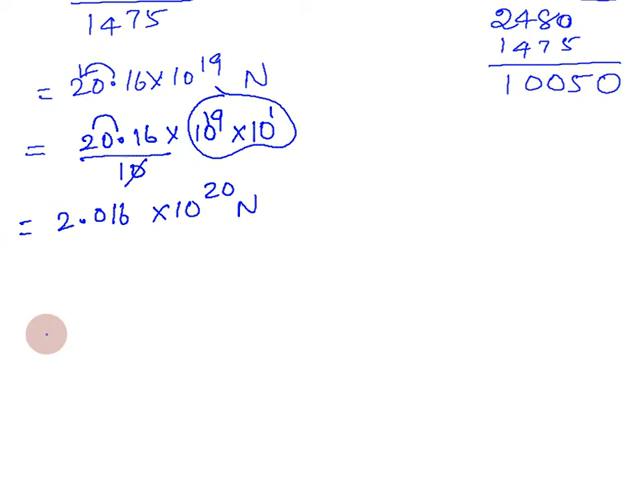 1475
= 20.16 × 10^19 N
= 20.16/10 × 10^19 × 10^1
= 2.016 × 10^20 N
2480
1475
10050